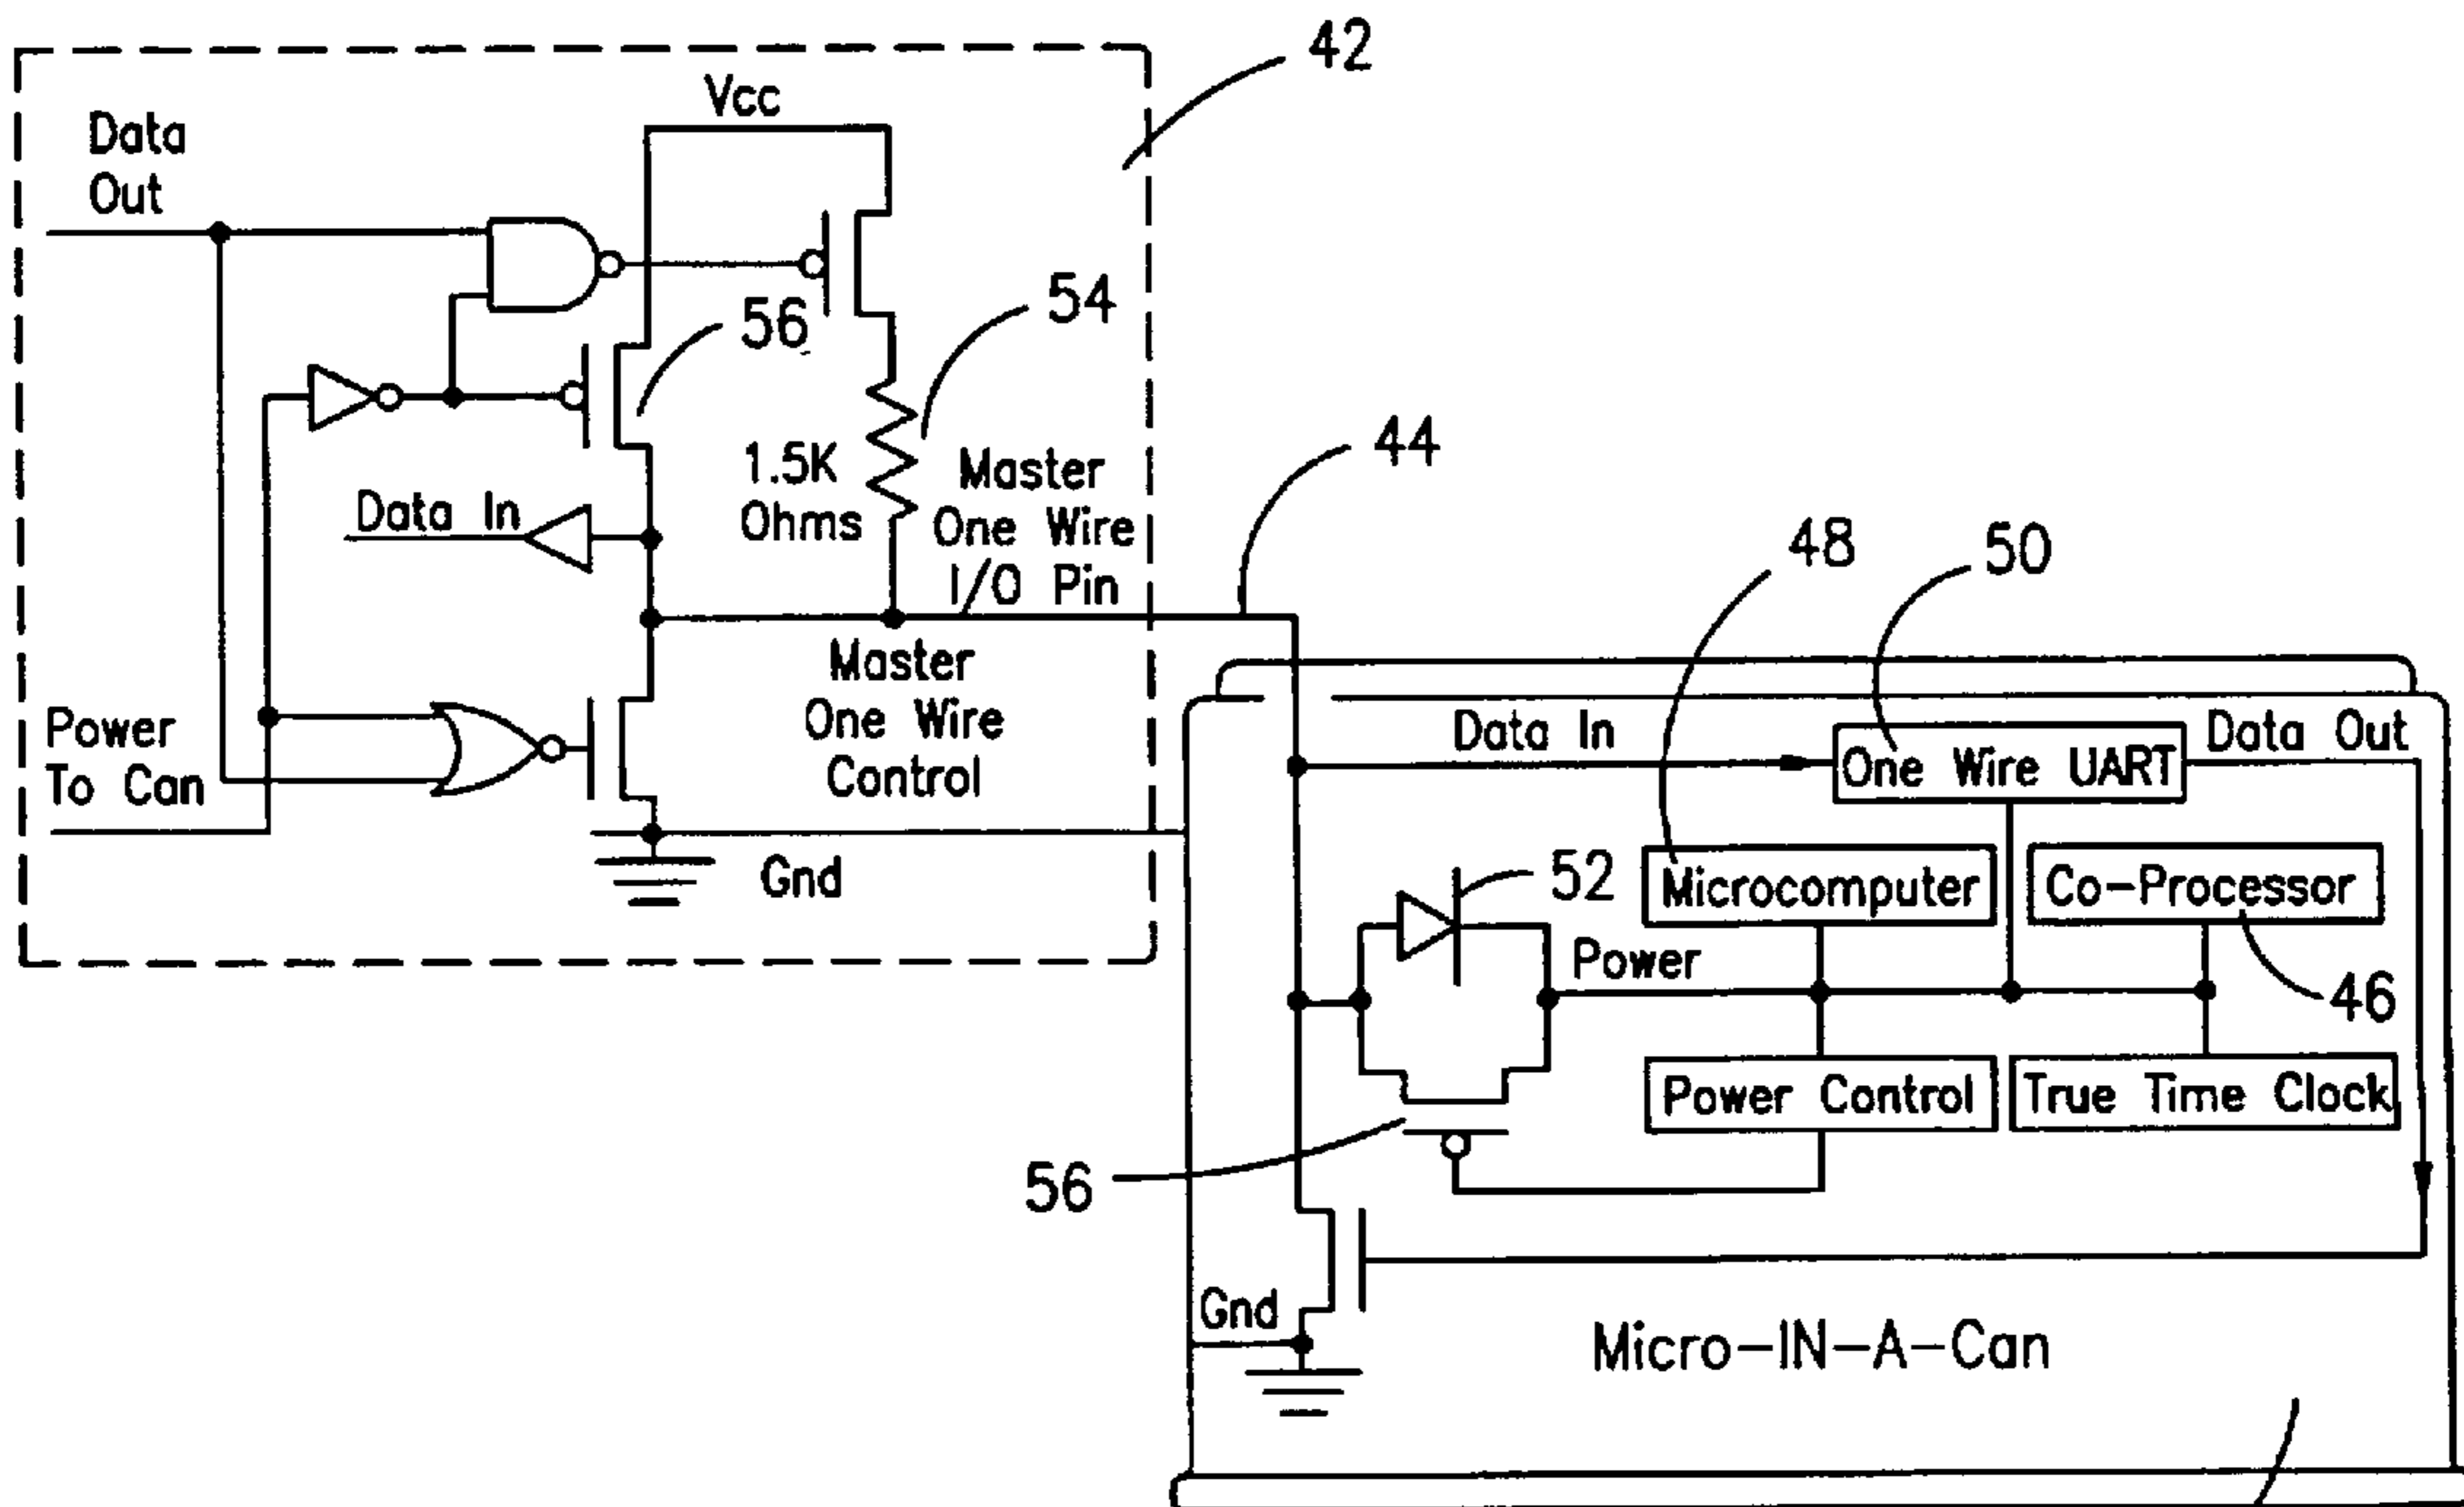 42
Vcc
Data
Out
56
54
44
1.5K
Ohms
Master
One Wire
I/O Pin
Data In
48
50
Master
One Wire
Control
Power
To Can
Gnd
Data In
One Wire UART
Data Out
52
Microcomputer
Co-Processor
Power
46
Power Control
True Time Clock
56
Gnd
Micro-IN-A-Can